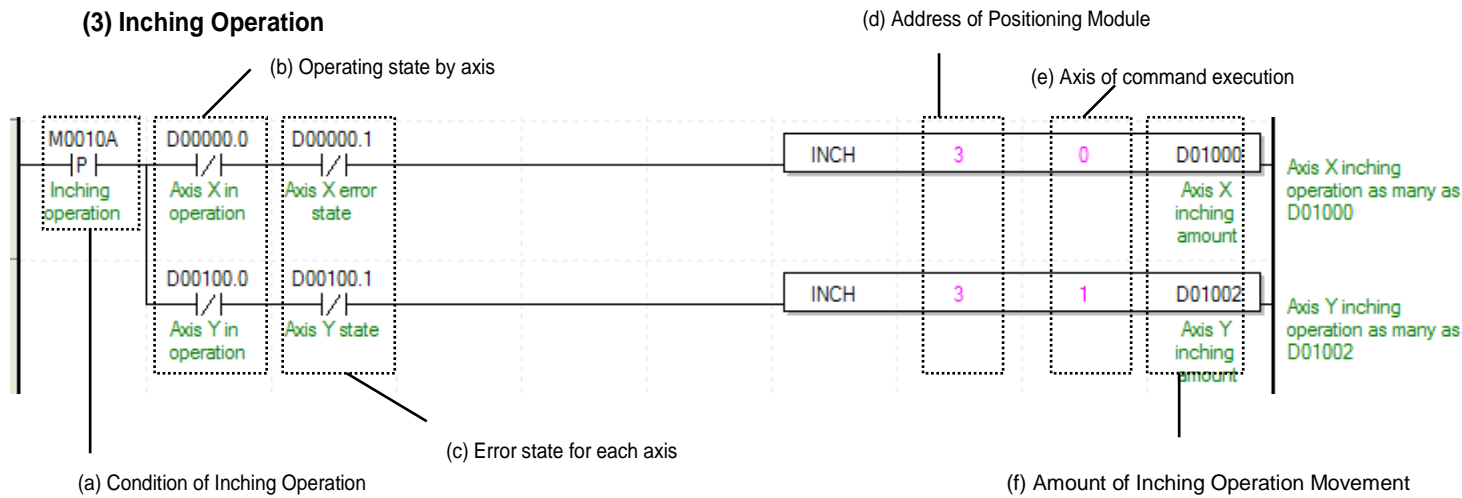 (3) Inching Operation
(d) Address of Positioning Module
(b) Operating state by axis
(e) Axis of command execution
M0010A
D00000.0
D00000.1
P
INCH
3
0
D01000
Inching
operation
Axis X in
operation
Axis X error
state
Axis X
inching
amount
Axis X inching
operation as many as
D01000
D00100.0
D00100.1
INCH
3
1
D01002
Axis Y in
operation
Axis Y state
Axis Y
inching
amount
Axis Y inching
operation as many as
D01002
(c) Error state for each axis
(a) Condition of Inching Operation
(f) Amount of Inching Operation Movement